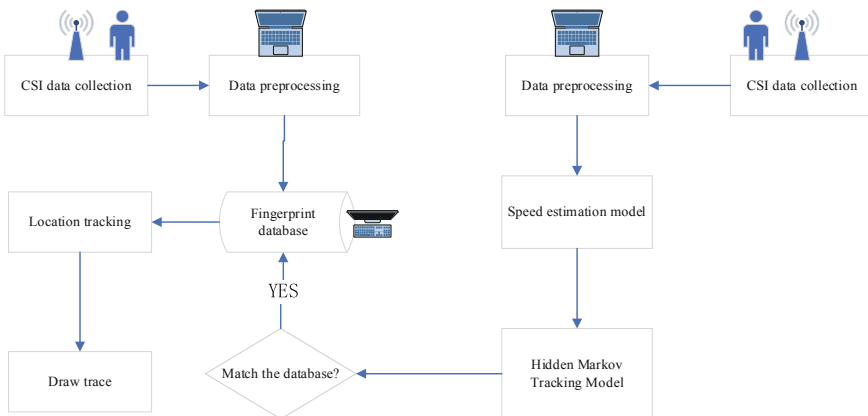 CSI data collection
Data preprocessing
Data preprocessing
CSI data collection
Location tracking
Fingerprint
database
Speed estimation model
YES
Draw trace
Match the database?
Hidden Markov
Tracking Model